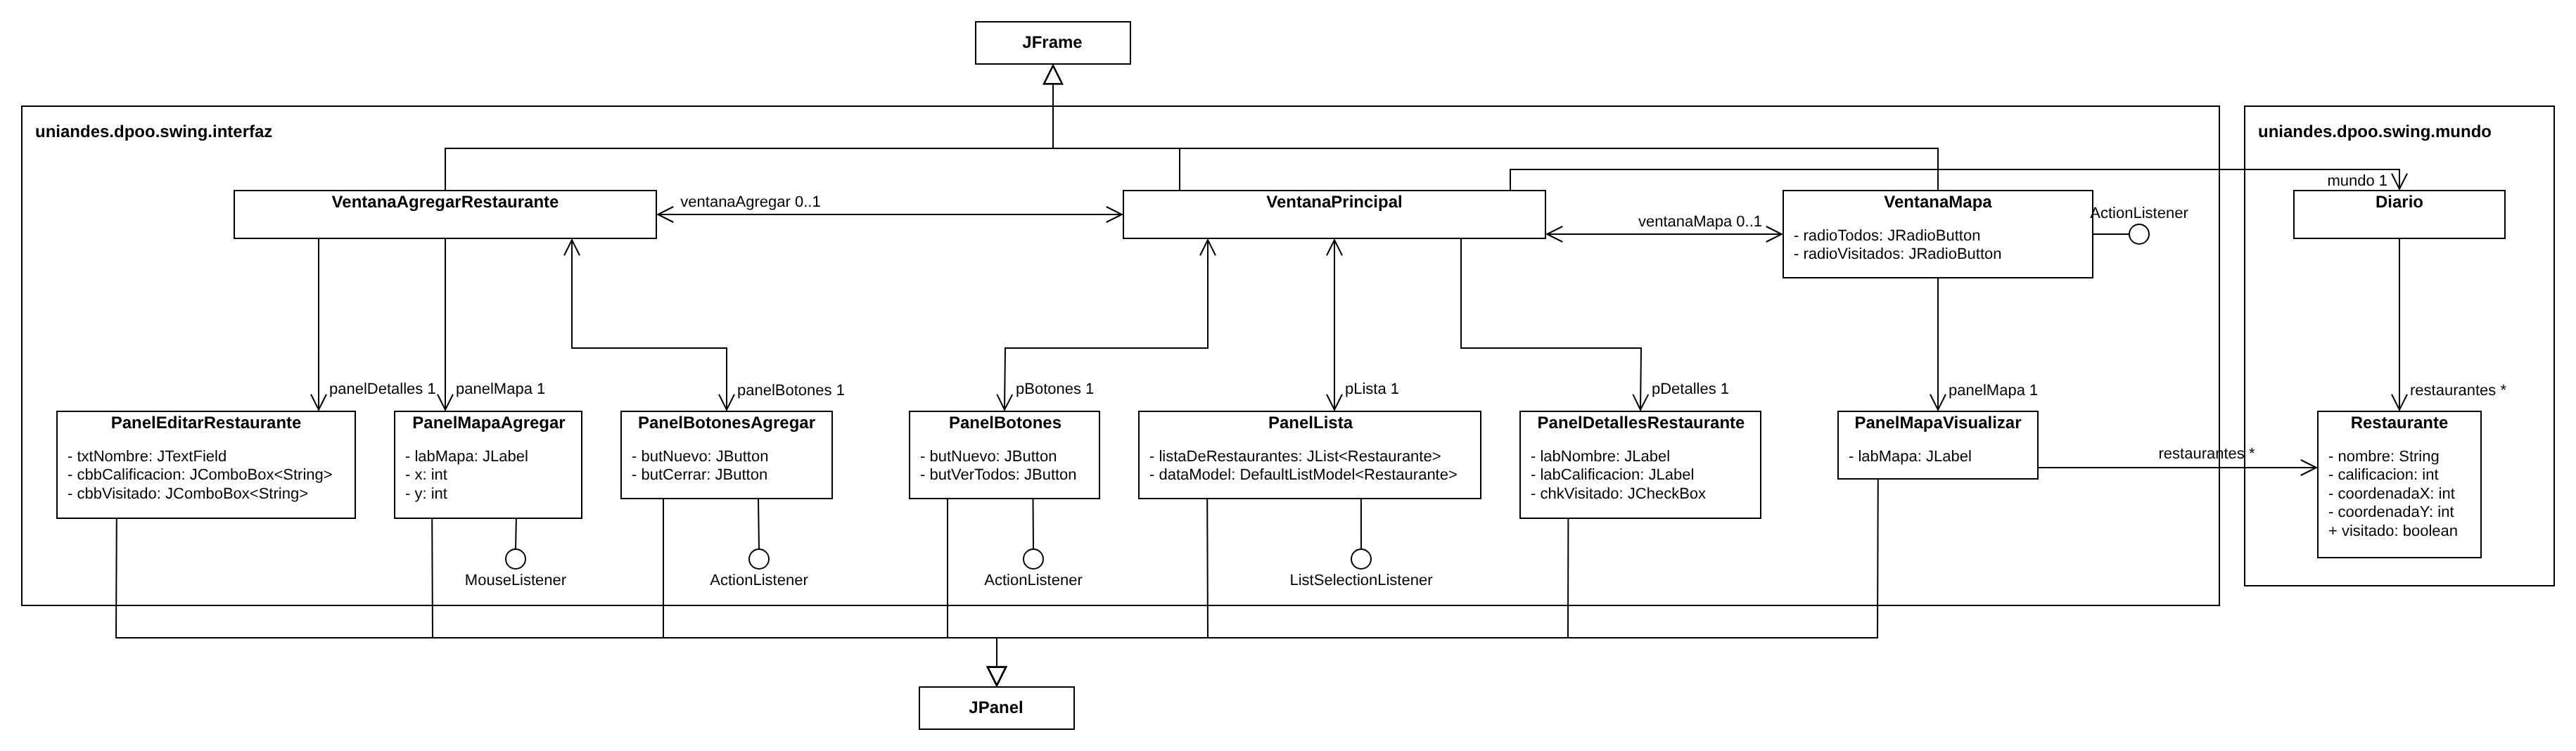 JFrame
uniandes.dpoo.swing.interfaz
uniandes.dpoo.swing.mundo
mundo 1
VentanaAgregarRestaurante
ventanaAgregar 0..1
VentanaPrincipal
ventanaMapa 0..1
VentanaMapa
- radioTodos: JRadioButton
- radioVisitados: JRadioButton
ActionListener
Diario
panelDetalles 1
panelMapa 1
panelBotones 1
pBotones 1
pLista 1
pDetalles 1
panelMapa 1
restaurantes *
PanelEditarRestaurante
- txtNombre: JTextField
- cbbCalificacion: JComboBox<String>
- cbbVisitado: JComboBox<String>
PanelMapaAgregar
- labMapa: JLabel
- x: int
- y: int
PanelBotonesAgregar
- butNuevo: JButton
- butCerrar: JButton
PanelBotones
- butNuevo: JButton
- butVerTodos: JButton
PanelLista
- listaDeRestaurantes: JList<Restaurante>
- dataModel: DefaultListModel<Restaurante>
PanelDetallesRestaurante
- labNombre: JLabel
- labCalificacion: JLabel
- chkVisitado: JCheckBox
PanelMapaVisualizar
- labMapa: JLabel
restaurantes *
Restaurante
- nombre: String
- calificacion: int
- coordenadaX: int
- coordenadaY: int
+ visitado: boolean
MouseListener
ActionListener
ActionListener
ListSelectionListener
JPanel